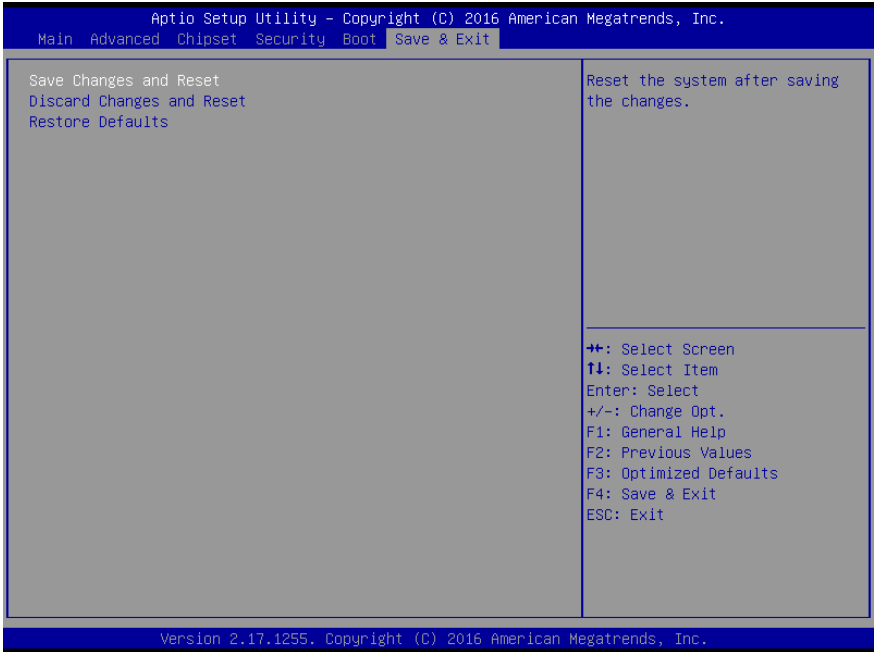 Aptio Setup Utility – Copyright (C) 2016 American Megatrends, Inc.
Main Advanced Chipset Security Boot Save & Exit
Save Changes and Reset
Discard Changes and Reset
Restore Defaults
Reset the system after saving
the changes.
→←: Select Screen
↑↓: Select Item
Enter: Select
+/-: Change Opt.
F1: General Help
F2: Previous Values
F3: Optimized Defaults
F4: Save & Exit
ESC: Exit
Version 2.17.1255. Copyright (C) 2016 American Megatrends, Inc.